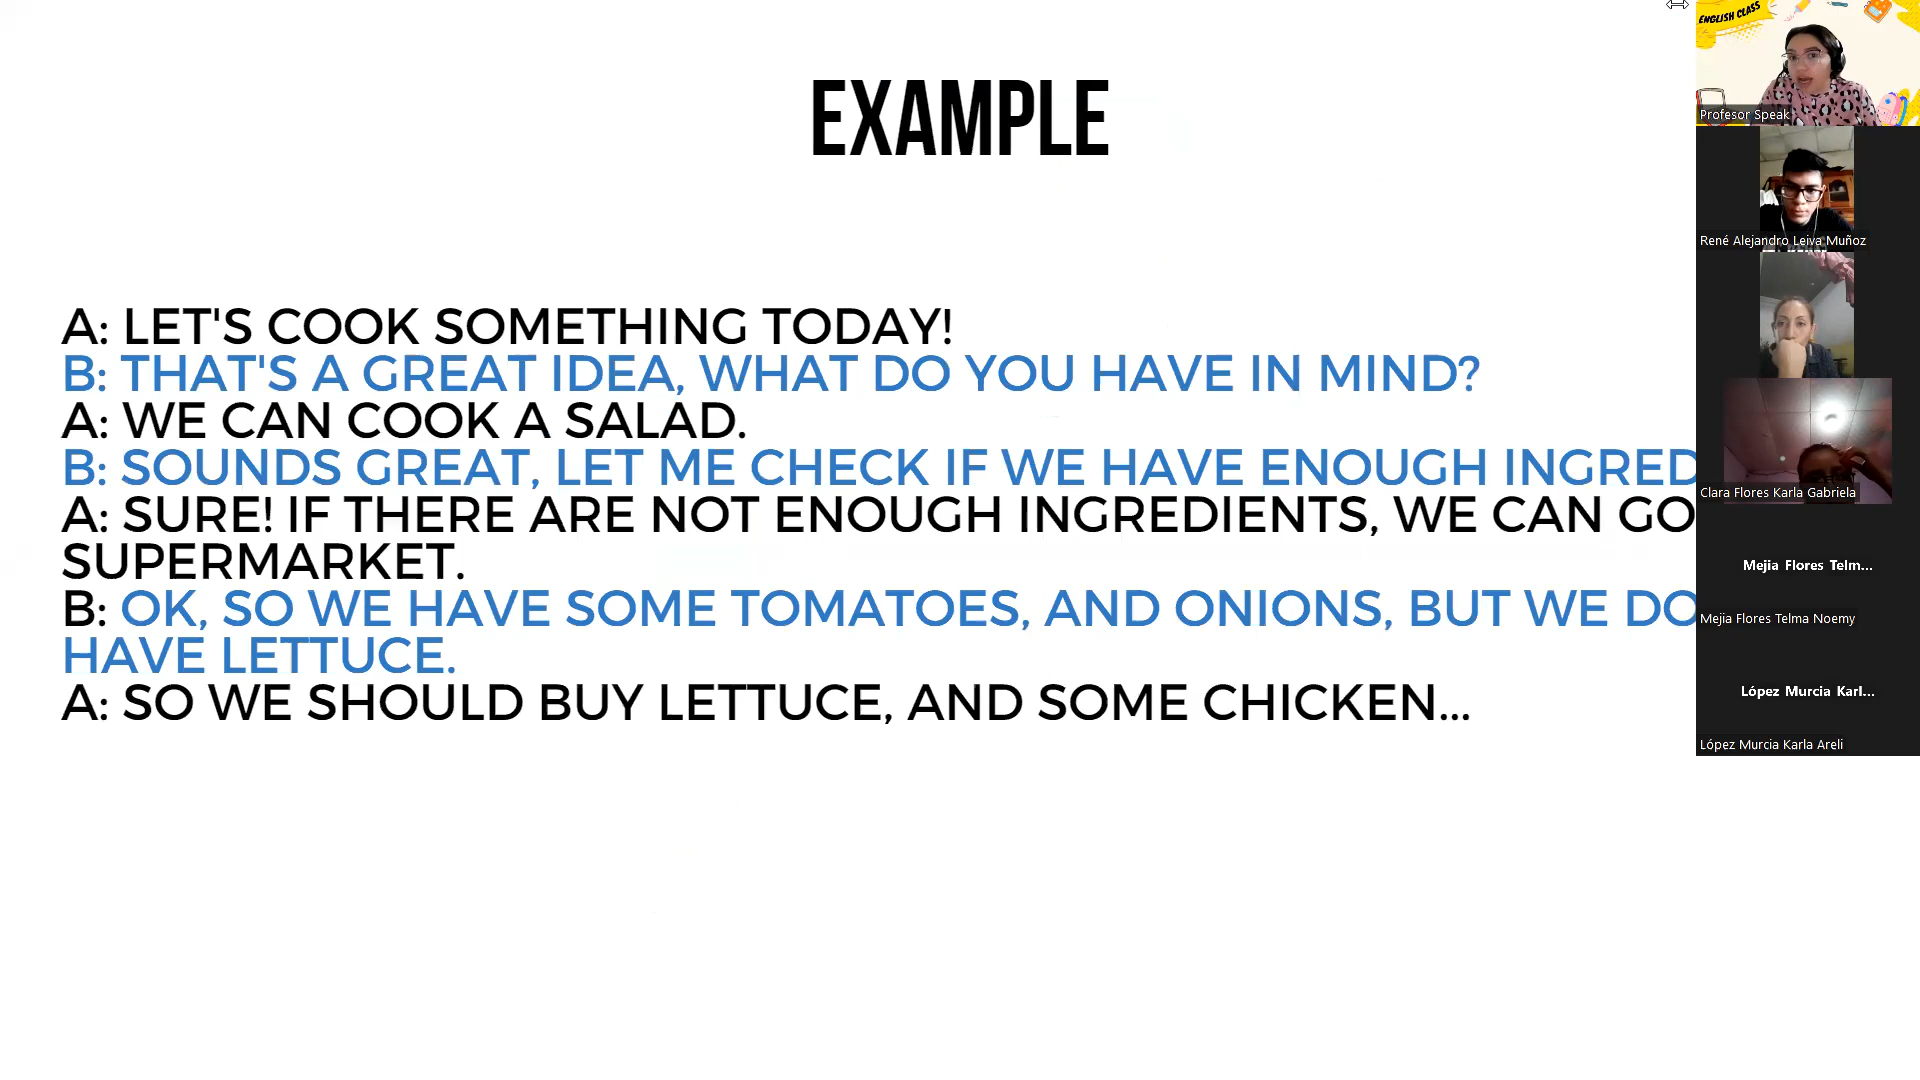 ENGLISH CLASS
EXAMPLE
A: LET'S COOK SOMETHING TODAY!
B: THAT'S A GREAT IDEA, WHAT DO YOU HAVE IN MIND?
A: WE CAN COOK A SALAD.
B: SOUNDS GREAT, LET ME CHECK IF WE HAVE ENOUGH INGRED
A: SURE! IF THERE ARE NOT ENOUGH INGREDIENTS, WE CAN GO
SUPERMARKET.
B: OK, SO WE HAVE SOME TOMATOES, AND ONIONS, BUT WE DO
HAVE LETTUCE.
A: SO WE SHOULD BUY LETTUCE, AND SOME CHICKEN...
Profesor Speak
René Alejandro Leiva Muñoz
Clara Flores Karla Gabriela
Mejia Flores Telm...
Mejia Flores Telma Noemy
López Murcia Karl...
López Murcia Karla Areli